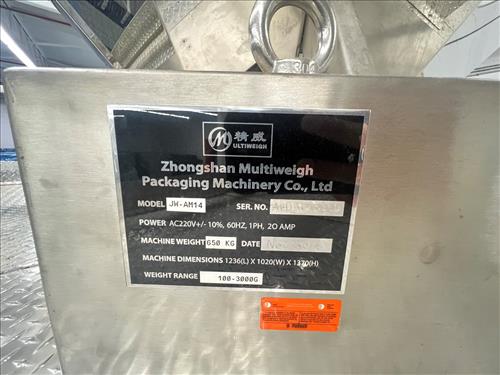 M 精威
ULTIWEIGH
Zhongshan Multiweigh
Packaging Machinery Co., Ltd
MODEL JW-AM14 SER. NO.
POWER AC220V+/- 10%, 60HZ, 1PH, 20 AMP
MACHINE WEIGHT 650 KG DATE
MACHINE DIMENSIONS 1236(L) X 1020(W) X 1370(H)
WEIGHT RANGE 100-3000G